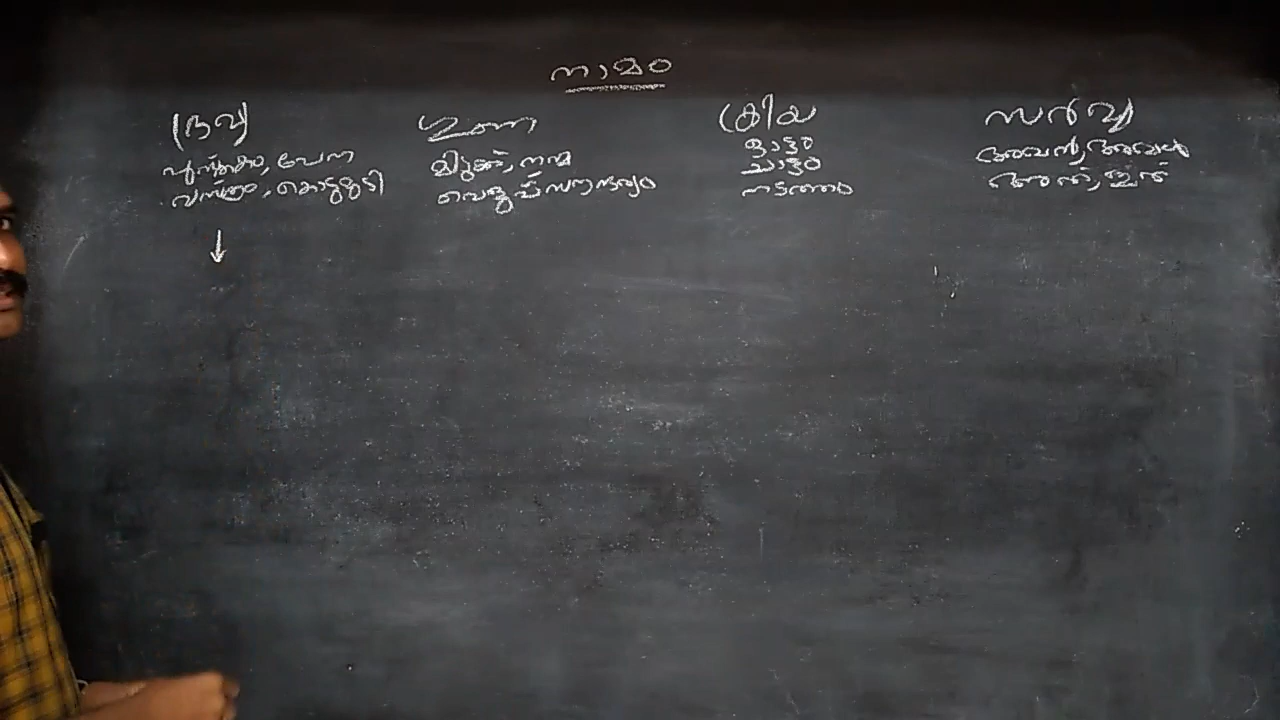 നാമം
ദ്രവ്യ ഗുണ ക്രിയ സർവ്വ
പുസ്തകം, പേന മിടുക്ക്, നന്മ ഓട്ടം അവൻ, അവൾ
വസ്ത്രം, കൊടുമുടി വെളുപ്പ് സൗന്ദര്യം ചാട്ടം അത്, ഇത്
നടത്തം